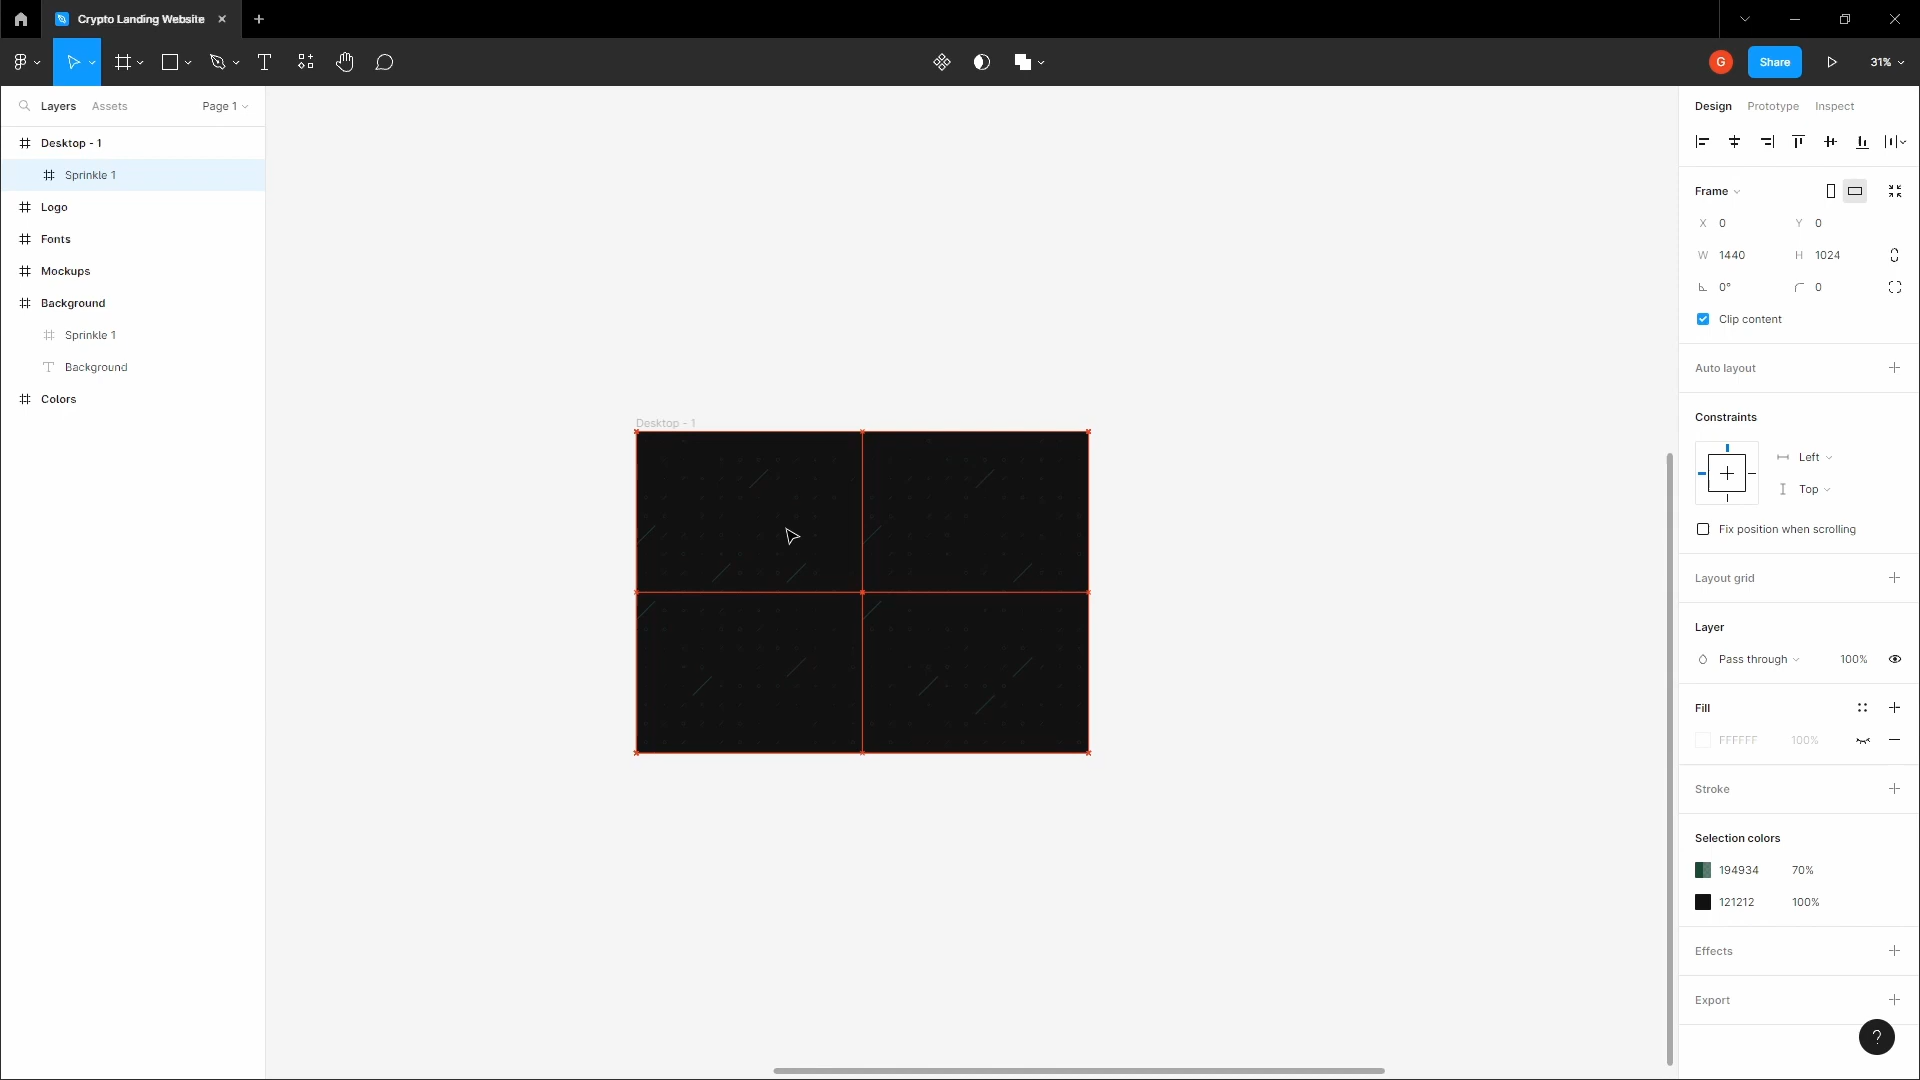 Crypto Landing Website
G
Share
31%
Layers
Assets
Page 1
Desktop - 1
Sprinkle 1
Logo
Fonts
Mockups
Background
Sprinkle 1
Background
Colors
Desktop - 1
Design Prototype Inspect
Frame
X 0 Y 0
W 1440 H 1024
0° 0
Clip content
Auto layout
Constraints
Left
Top
Fix position when scrolling
Layout grid
Layer
Pass through 100%
Fill
FFFFFF 100%
Stroke
Selection colors
194934 70%
121212 100%
Effects
Export
?